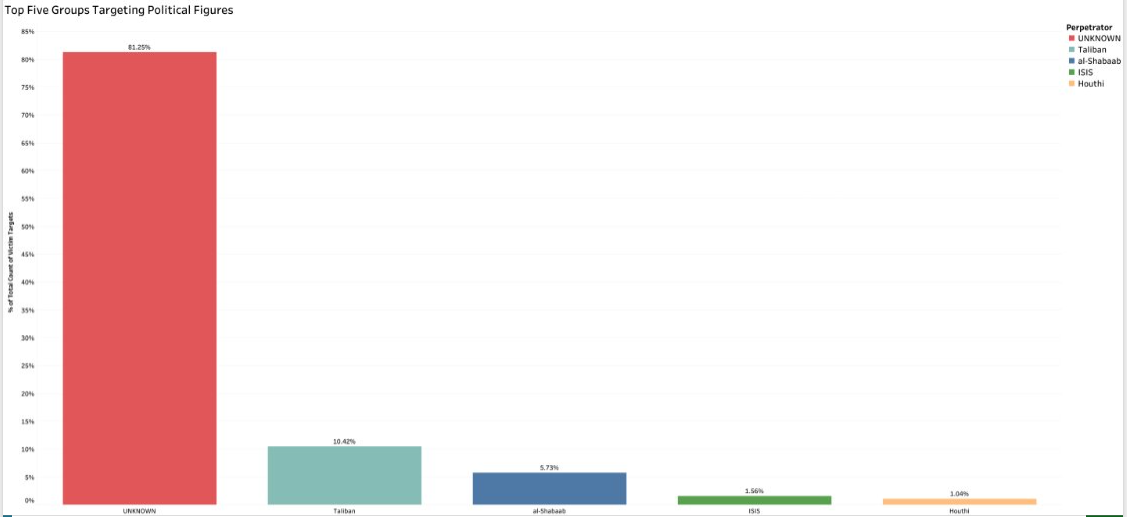 Top Five Groups Targeting Political Figures
Perpetrator
UNKNOWN
Taliban
al-Shabaab
ISIS
Houthi
% of Total Count of Victim Targets
85%
80%
75%
70%
65%
60%
55%
50%
45%
40%
35%
30%
25%
20%
15%
10%
5%
0%
81.25%
10.42%
5.73%
1.56%
1.04%
UNKNOWN
Taliban
al-Shabaab
ISIS
Houthi